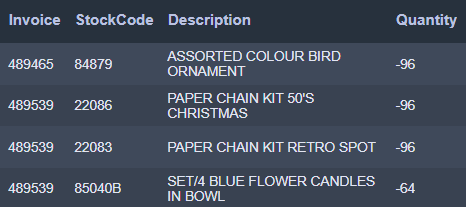 Invoice StockCode Description Quantity
489465 84879 ASSORTED COLOUR BIRD ORNAMENT -96
489539 22086 PAPER CHAIN KIT 50'S CHRISTMAS -96
489539 22083 PAPER CHAIN KIT RETRO SPOT -96
489539 85040B SET/4 BLUE FLOWER CANDLES IN BOWL -64